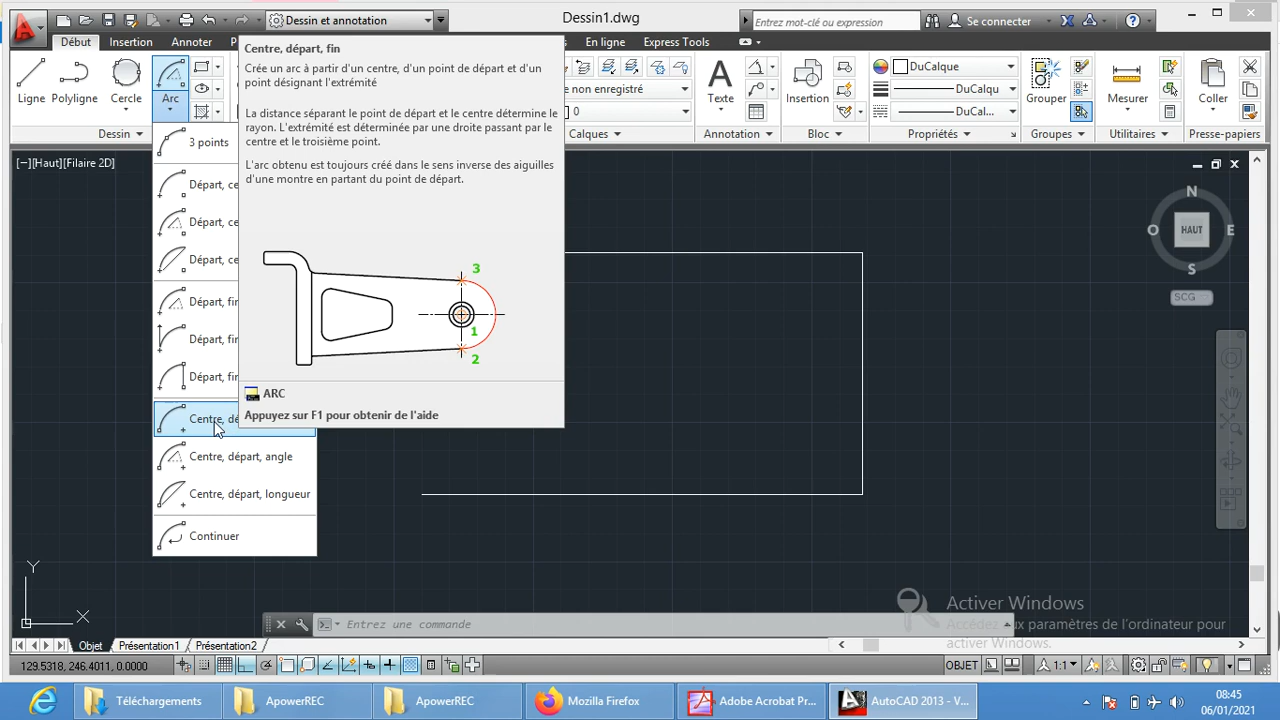 Dessin et annotation
Dessin1.dwg
Entrez mot-clé ou expression
Se connecter
Début
Insertion
Annoter
P
En ligne
Express Tools
Ligne
Polyligne
Cercle
Arc
Dessin
Centre, départ, fin
Crée un arc à partir d'un centre, d'un point de départ et d'un
point désignant l'extrémité
La distance séparant le point de départ et le centre détermine le
rayon. L'extrémité est déterminée par une droite passant par le
centre et le troisième point.
L'arc obtenu est toujours créé dans le sens inverse des aiguilles
d'une montre en partant du point de départ.
3
1
2
ARC
Appuyez sur F1 pour obtenir de l'aide
non enregistré
0
Calques
Texte
Annotation
Insertion
Bloc
DuCalque
DuCalqu
DuCal...
Propriétés
Grouper
Groupes
Mesurer
Utilitaires
Coller
Presse-papiers
[−][Haut][Filaire 2D]
3 points
Départ, ce
Départ, ce
Départ, ce
Départ, fin
Départ, fin
Départ, fin
Centre, dé
Centre, départ, angle
Centre, départ, longueur
Continuer
N
O
HAUT
E
S
SCG
Y
X
Entrez une commande
Activer Windows
Accédez aux paramètres de l'ordinateur pour
activer Windows.
Objet
Présentation1
Présentation2
129.5318, 246.4011, 0.0000
OBJET
1:1
Téléchargements
ApowerREC
ApowerREC
Mozilla Firefox
Adobe Acrobat Pr...
AutoCAD 2013 - V...
08:45
06/01/2021